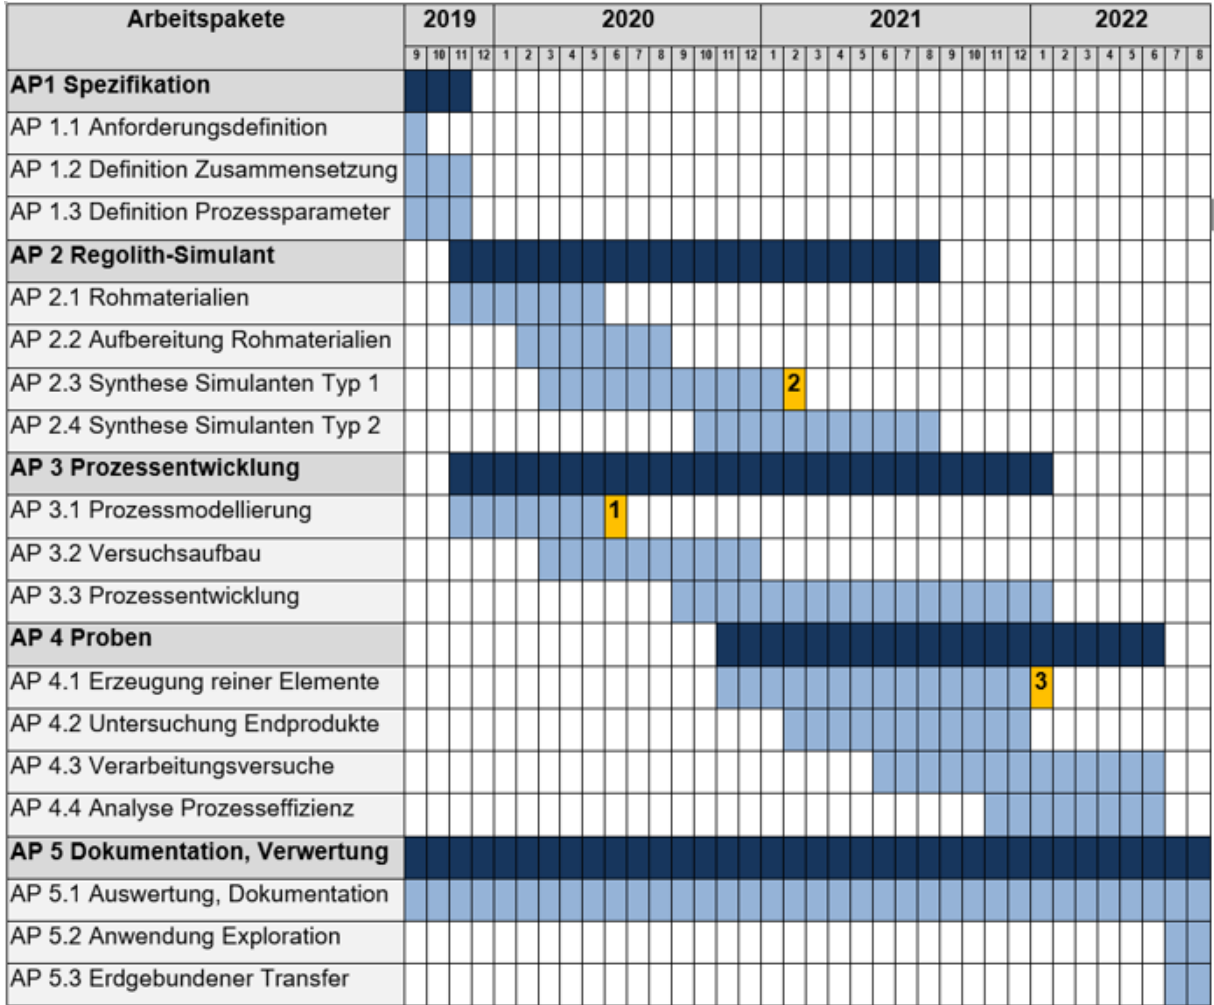 Arbeitspakete 2019 2020 2021 2022
9 10 11 12 1 2 3 4 5 6 7 8 9 10 11 12 1 2 3 4 5 6 7 8 9 10 11 12 1 2 3 4 5 6 7 8
AP1 Spezifikation
AP 1.1 Anforderungsdefinition
AP 1.2 Definition Zusammensetzung
AP 1.3 Definition Prozessparameter
AP 2 Regolith-Simulant
AP 2.1 Rohmaterialien
AP 2.2 Aufbereitung Rohmaterialien
AP 2.3 Synthese Simulanten Typ 1 2
AP 2.4 Synthese Simulanten Typ 2
AP 3 Prozessentwicklung
AP 3.1 Prozessmodellierung 1
AP 3.2 Versuchsaufbau
AP 3.3 Prozessentwicklung
AP 4 Proben
AP 4.1 Erzeugung reiner Elemente 3
AP 4.2 Untersuchung Endprodukte
AP 4.3 Verarbeitungsversuche
AP 4.4 Analyse Prozesseffizienz
AP 5 Dokumentation, Verwertung
AP 5.1 Auswertung, Dokumentation
AP 5.2 Anwendung Exploration
AP 5.3 Erdgebundener Transfer